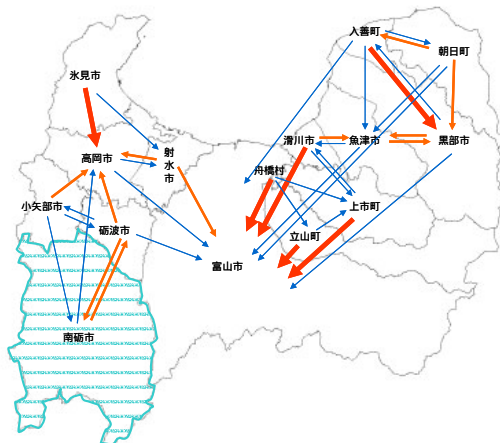 入善町
朝日町
氷見市
滑川市
魚津市
黒部市
高岡市
射
水
市
舟橋村
小矢部市
上市町
砺波市
立山町
富山市
南砺市